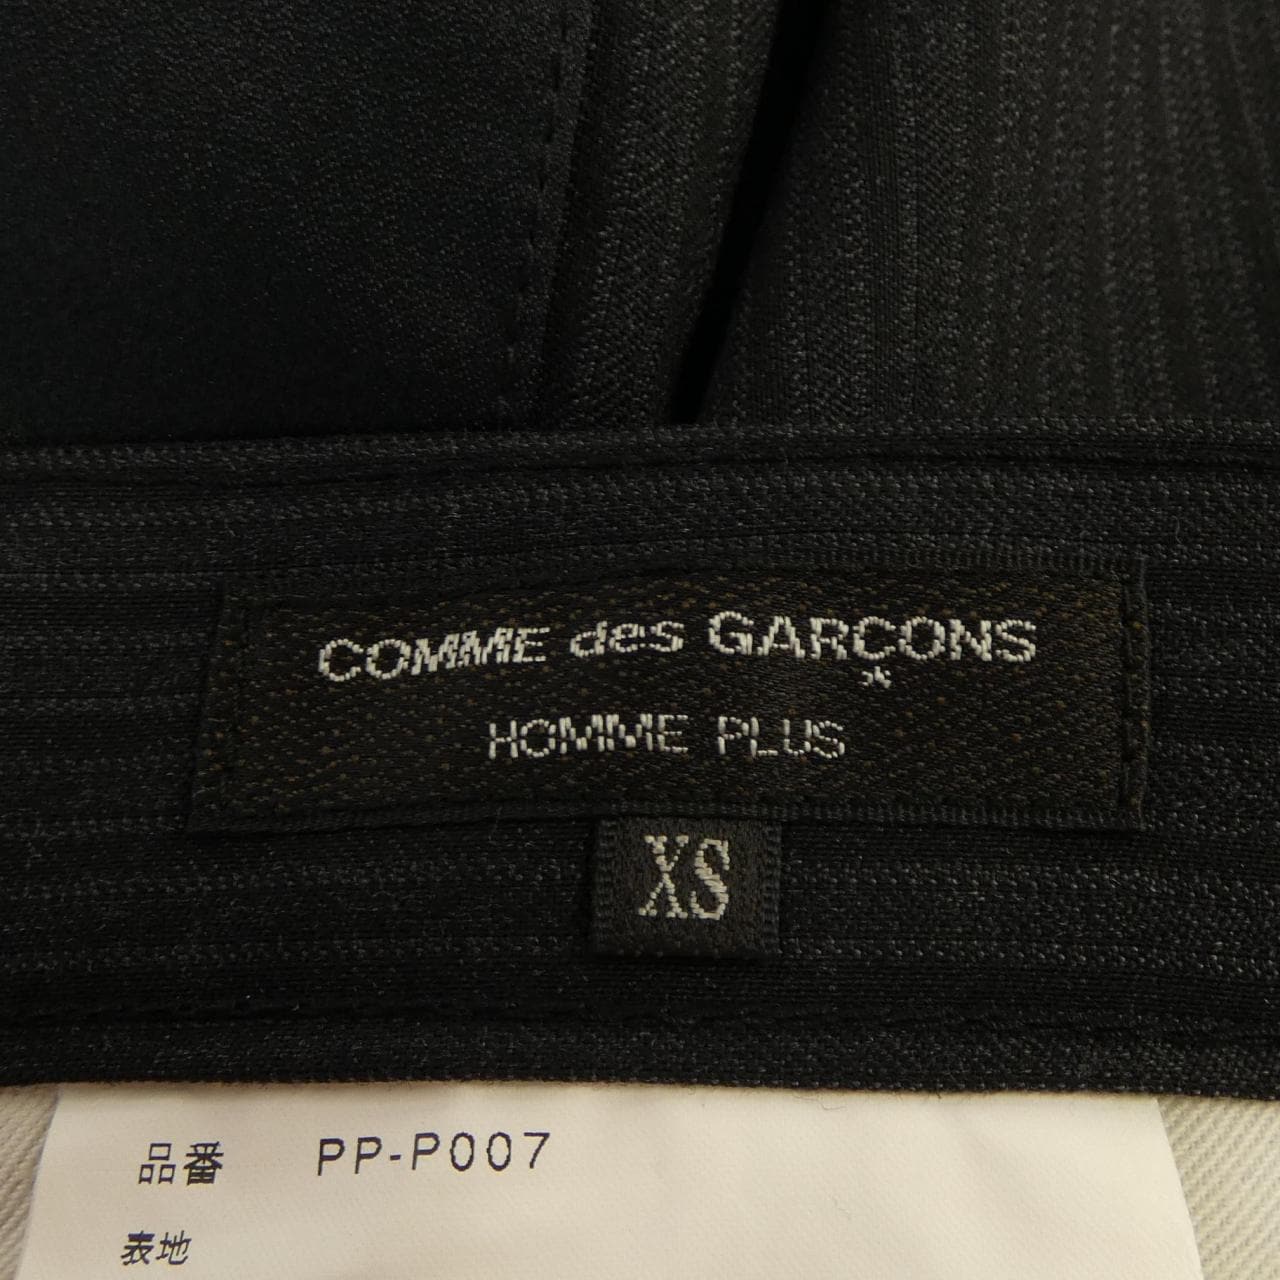 COMME des GARÇONS
HOMME PLUS
XS
品番 PP-P007
表地